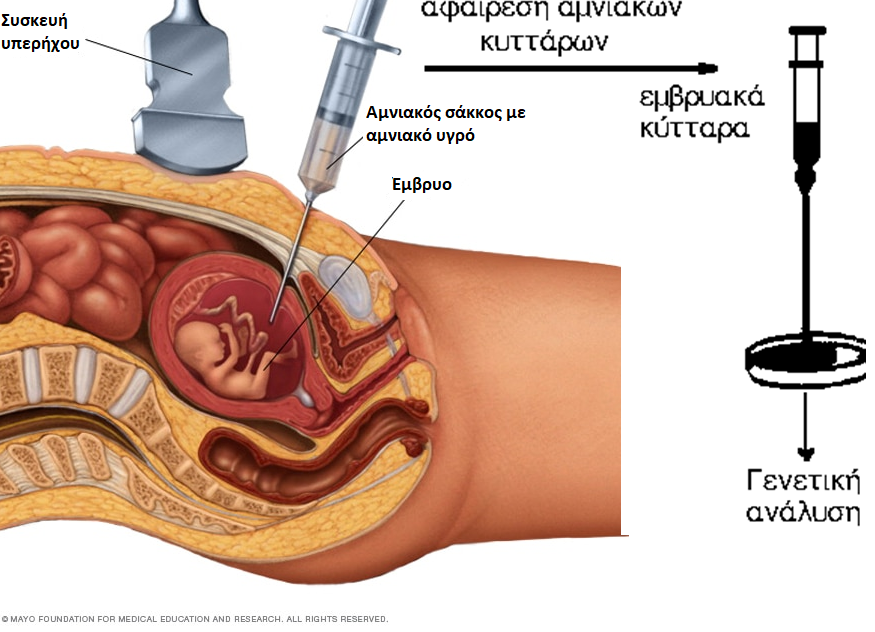 Συσκευή
υπερήχου
αφαίρεση αμνιακών
κυττάρων
εμβρυακά
κύτταρα
Αμνιακός σάκκος με
αμνιακό υγρό
Έμβρυο
Γενετική
ανάλυση
© MAYO FOUNDATION FOR MEDICAL EDUCATION AND RESEARCH. ALL RIGHTS RESERVED.